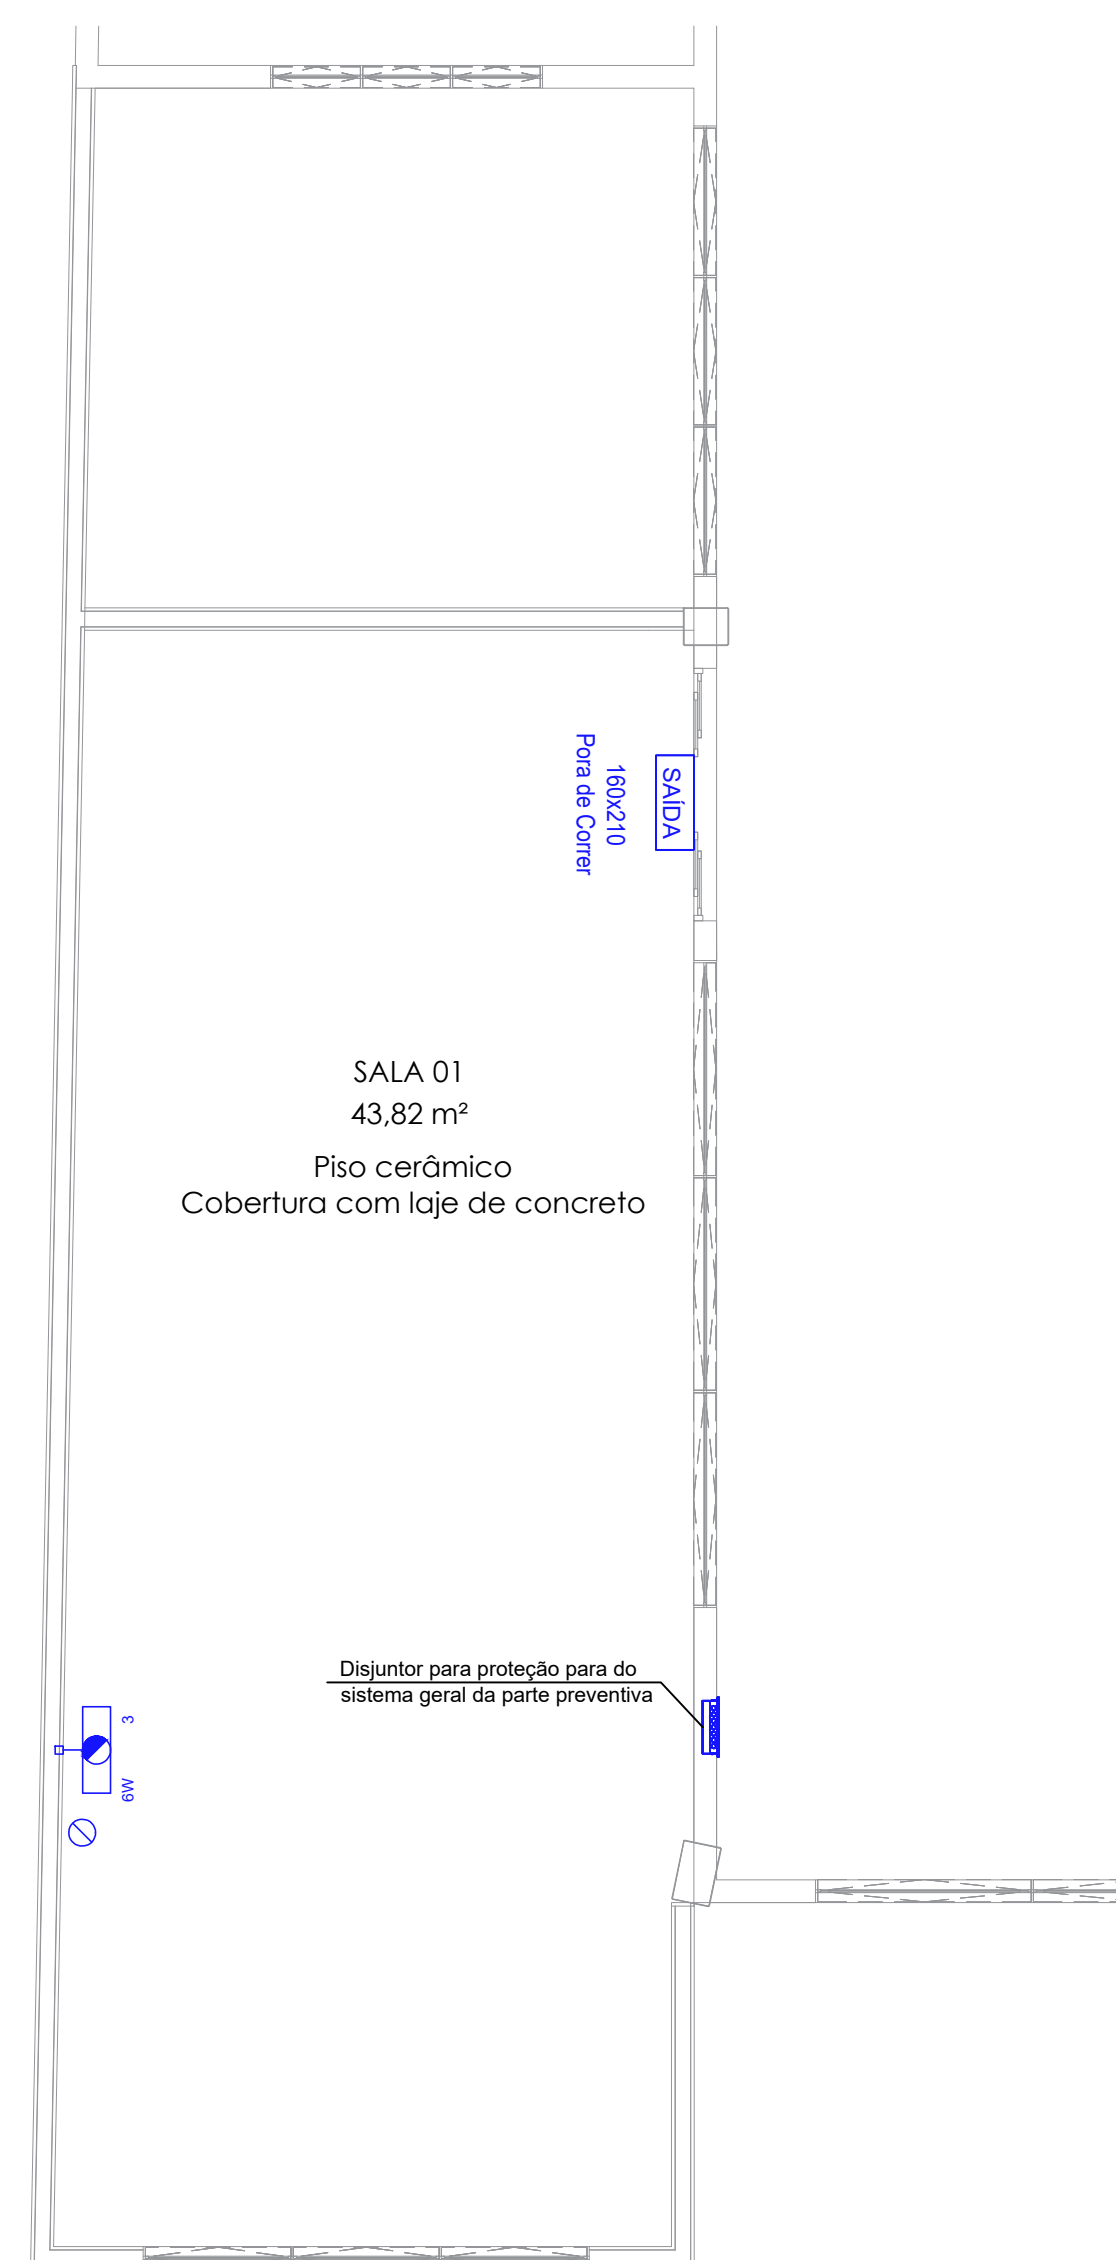 SAÍDA
160x210
Pora de Correr
SALA 01
43,82 m²
Piso cerâmico
Cobertura com laje de concreto
Disjuntor para proteção para do
sistema geral da parte preventiva
3
6W